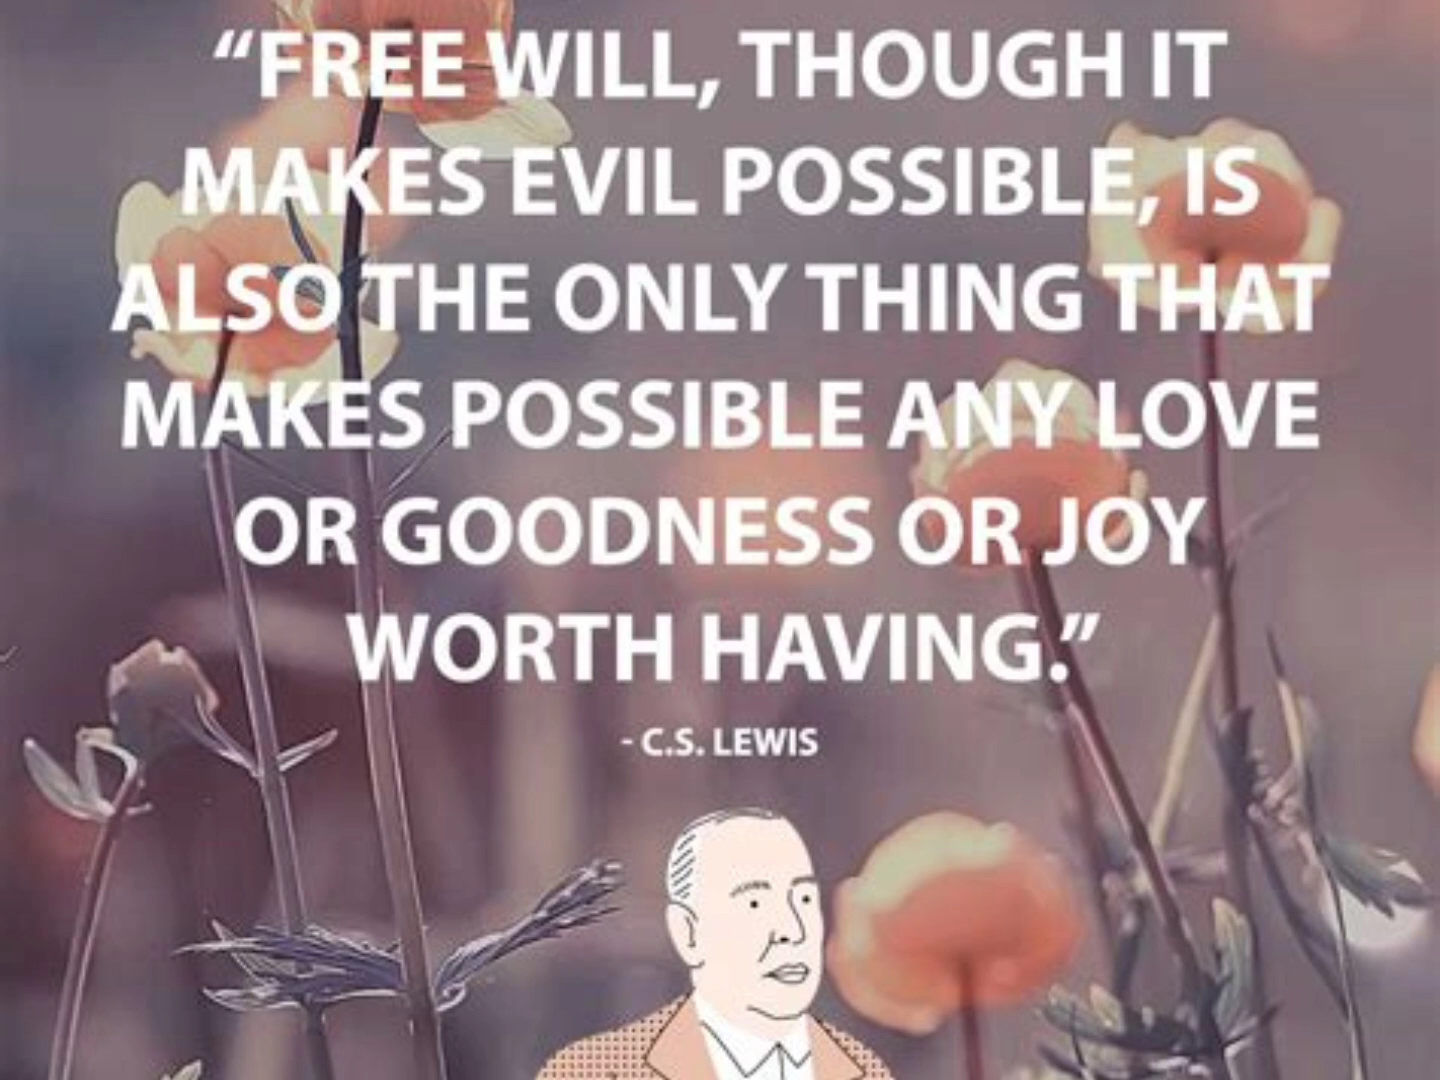 “FREE WILL, THOUGH IT
MAKES EVIL POSSIBLE, IS
ALSO THE ONLY THING THAT
MAKES POSSIBLE ANY LOVE
OR GOODNESS OR JOY
WORTH HAVING.”
- C.S. LEWIS